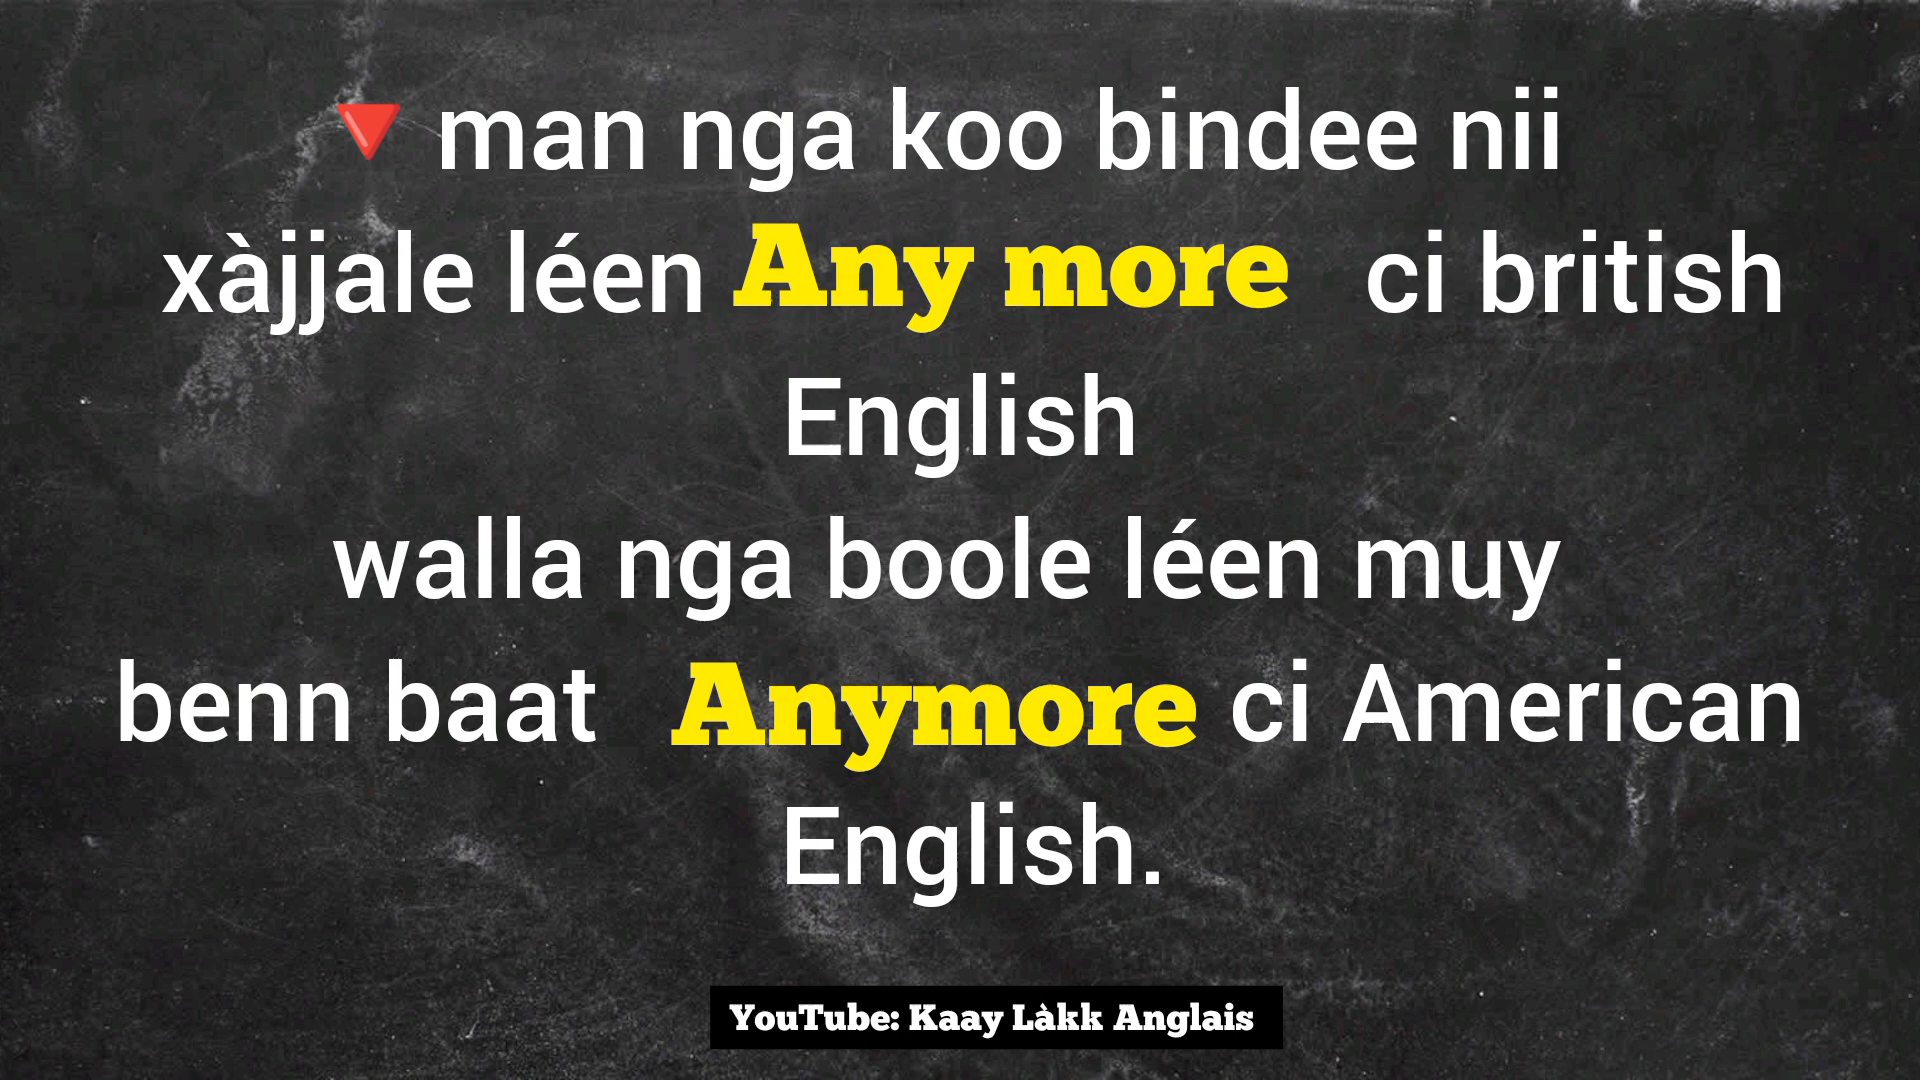 🔻man nga koo bindee nii
xàjjale léen Any more ci british
English
walla nga boole léen muy
benn baat Anymore ci American
English.
YouTube: Kaay Làkk Anglais